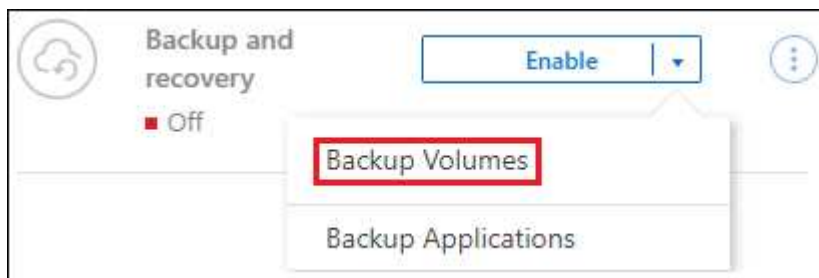 Backup and
recovery
Enable
Off
Backup Volumes
Backup Applications